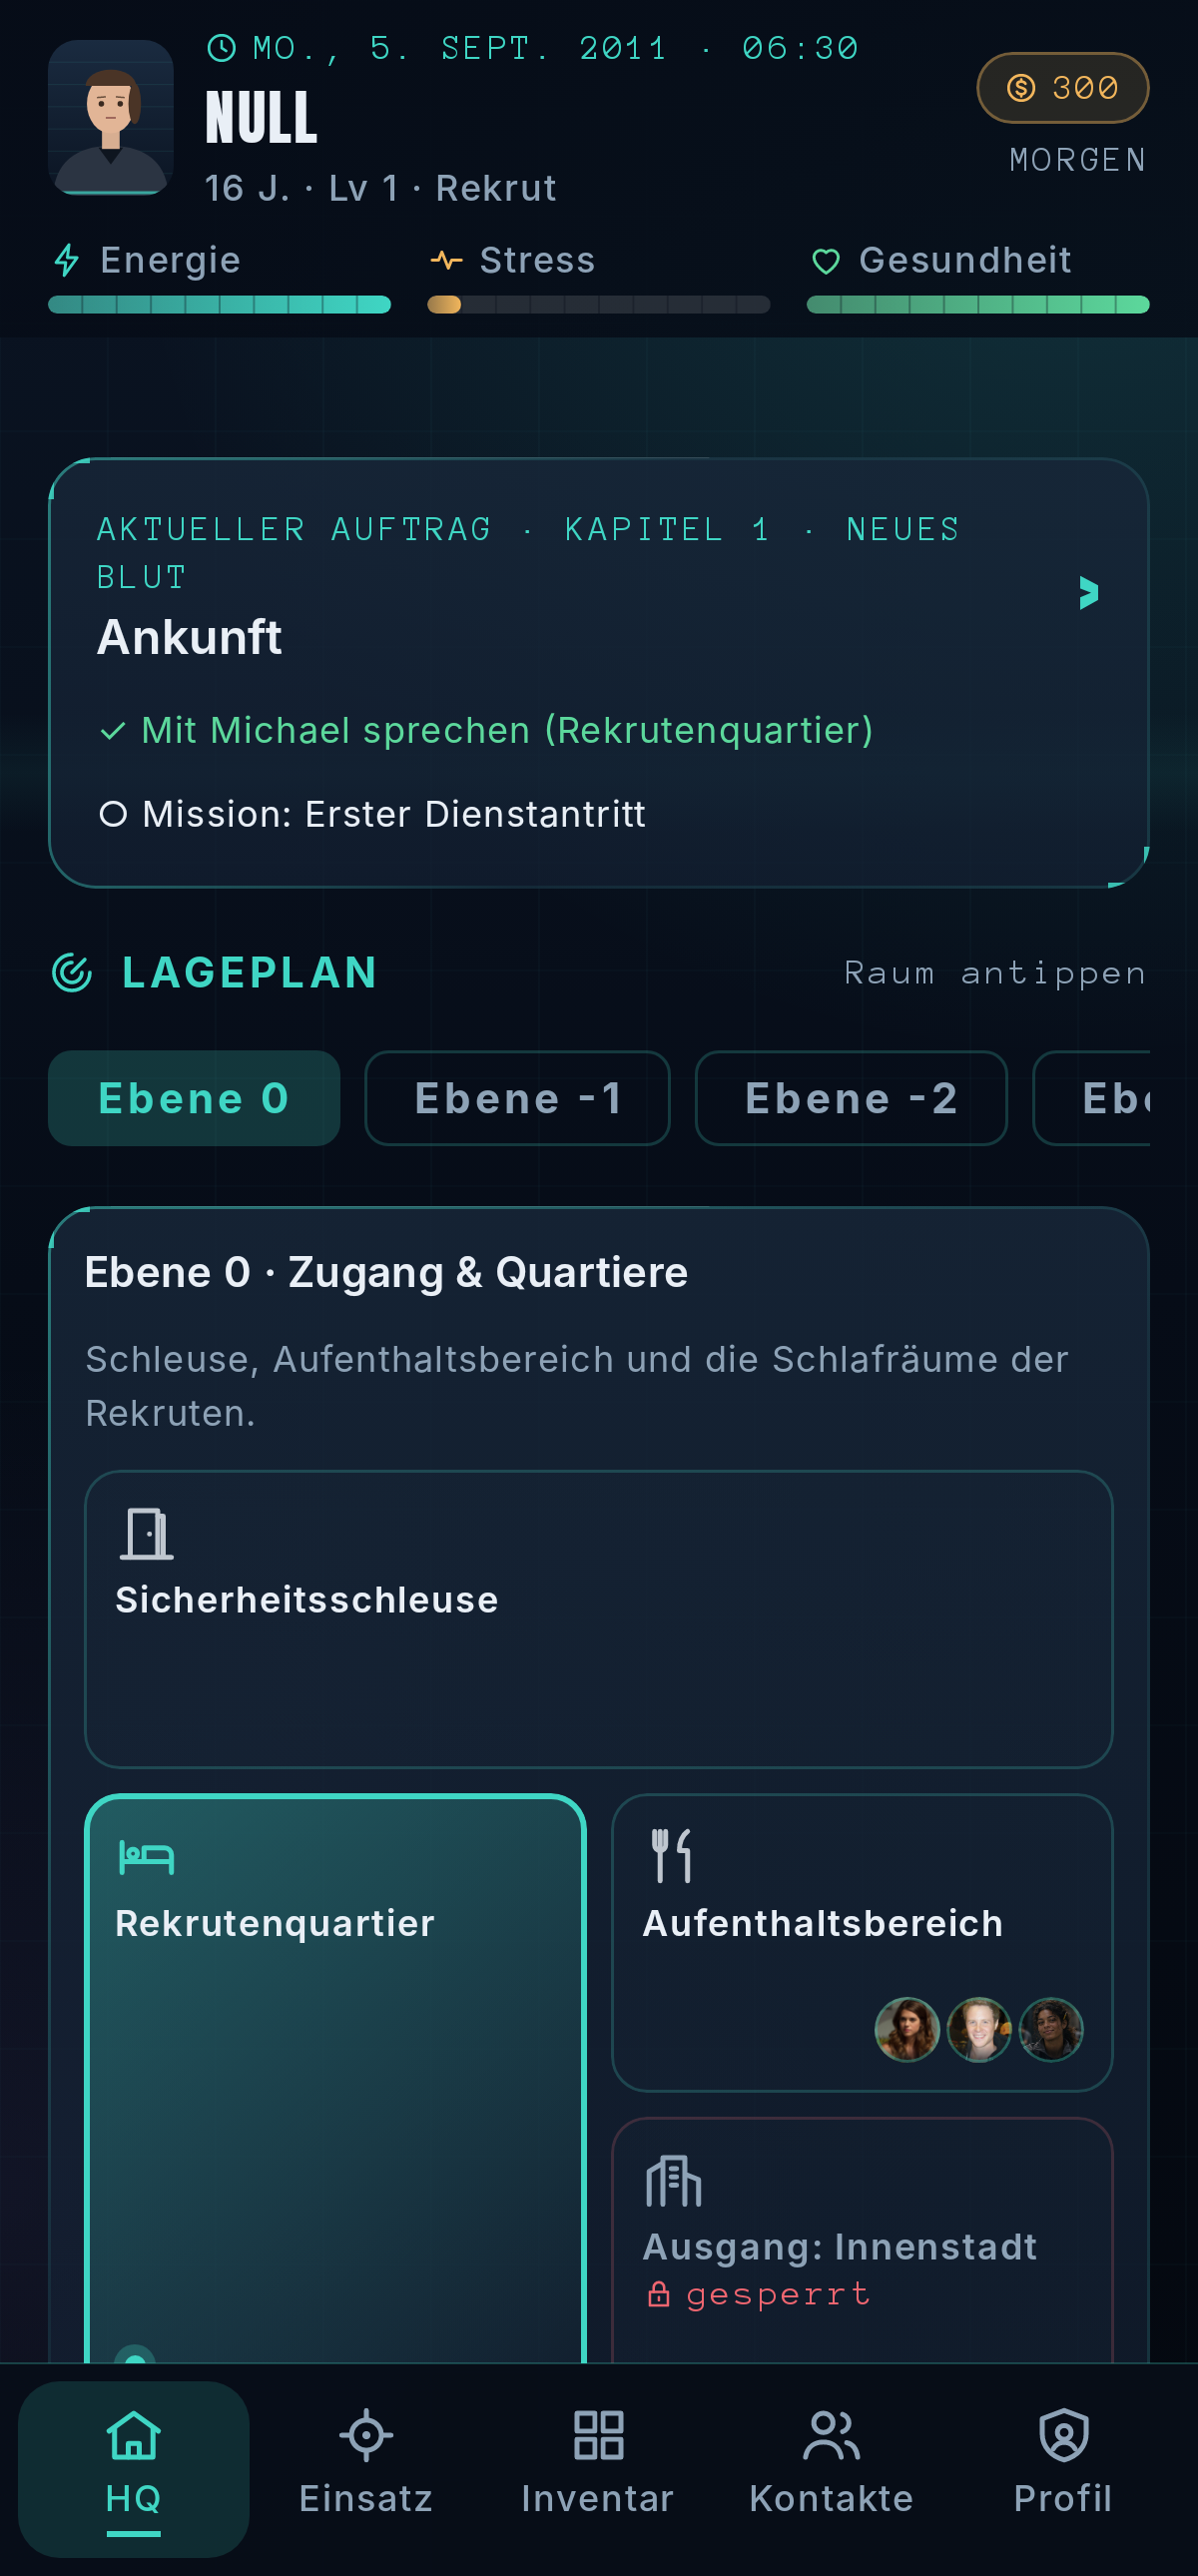 MO., 5. SEPT. 2011 · 06:30
NULL
16 J. · Lv 1 · Rekrut
300
MORGEN
Energie
Stress
Gesundheit
AKTUELLER AUFTRAG · KAPITEL 1 · NEUES
BLUT
Ankunft
Mit Michael sprechen (Rekrutenquartier)
Mission: Erster Dienstantritt
LAGEPLAN
Raum antippen
Ebene 0
Ebene -1
Ebene -2
Ebe
Ebene 0 · Zugang & Quartiere
Schleuse, Aufenthaltsbereich und die Schlafräume der
Rekruten.
Sicherheitsschleuse
Rekrutenquartier
Aufenthaltsbereich
Ausgang: Innenstadt
gesperrt
HQ
Einsatz
Inventar
Kontakte
Profil